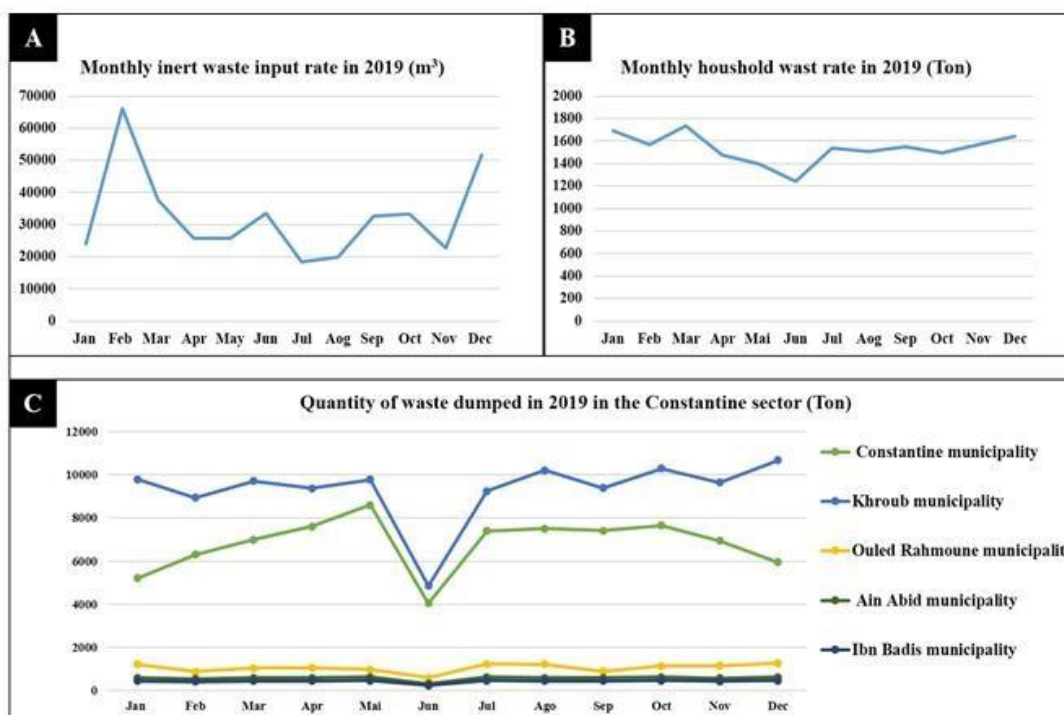 A
Monthly inert waste input rate in 2019 (m³)
70000
60000
50000
40000
30000
20000
10000
0
Jan Feb Mar Apr May Jun Jul Aog Sep Oct Nov Dec
B
Monthly houshold wast rate in 2019 (Ton)
2000
1800
1600
1400
1200
1000
800
600
400
200
0
Jan Feb Mar Apr Mai Jun Jul Aog Sep Oct Nov Dec
C
Quantity of waste dumped in 2019 in the Constantine sector (Ton)
12000
10000
8000
6000
4000
2000
0
Jan Feb Mar Apr Mai Jun Jul Ago Sep Oct Nov Dec
Constantine municipality
Khroub municipality
Ouled Rahmoune municipalit
Ain Abid municipality
Ibn Badis municipality